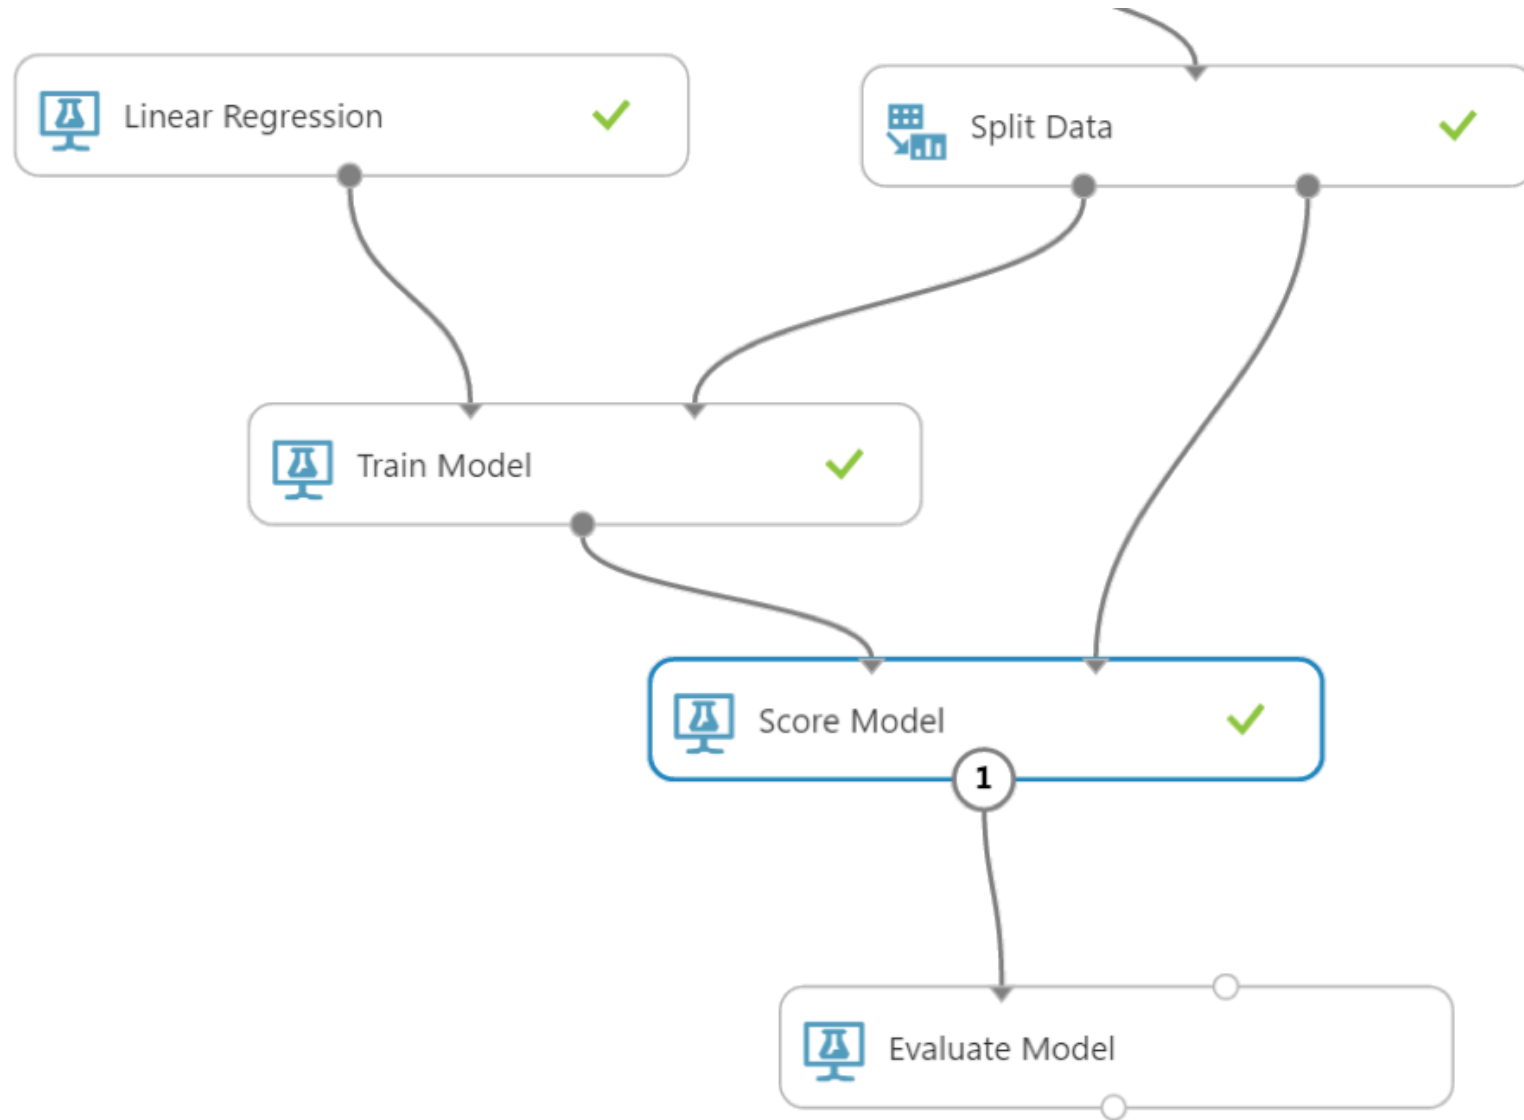 Linear Regression
Split Data
Train Model
Score Model
1
Evaluate Model